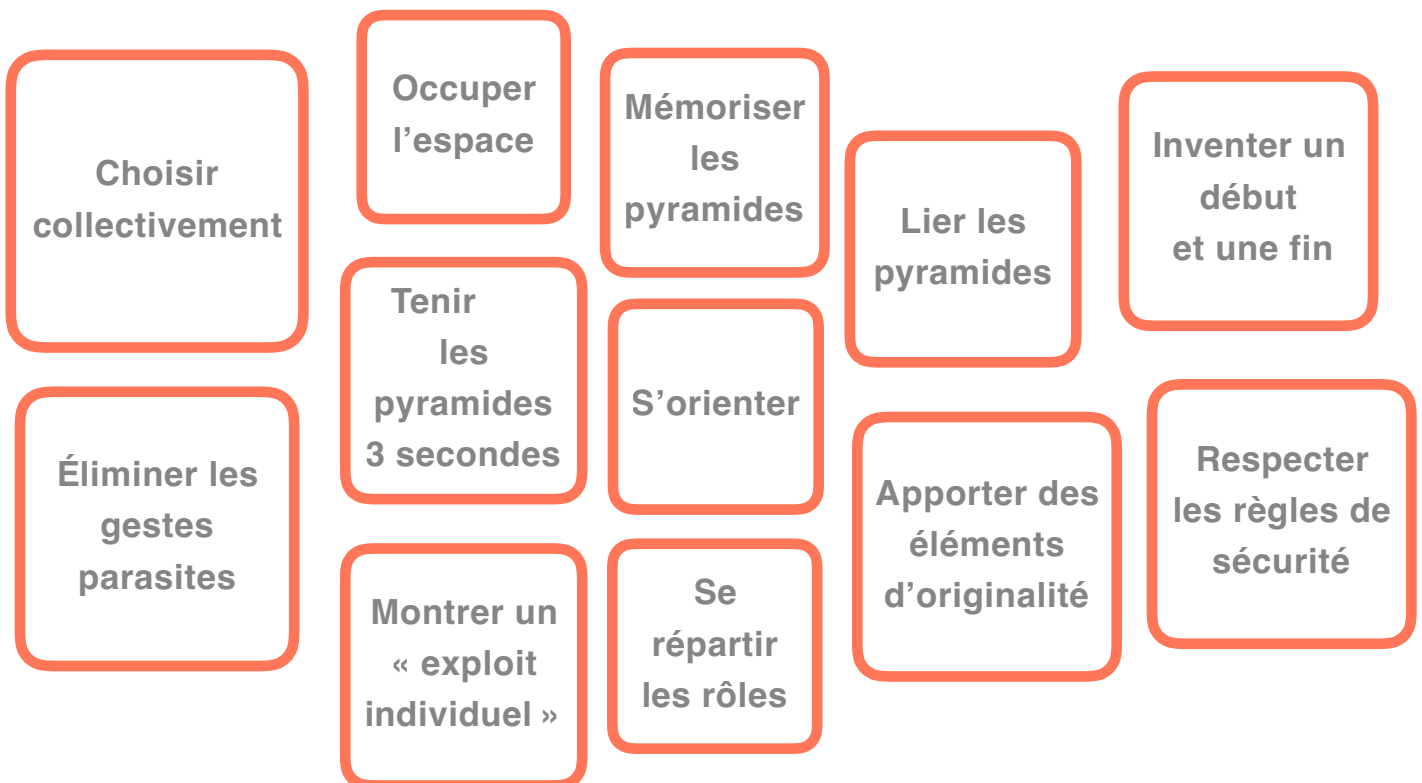 Choisir
collectivement
Occuper
l’espace
Mémoriser
les
pyramides
Lier les
pyramides
Inventer un
début
et une fin
Tenir
les
pyramides
3 secondes
S’orienter
Éliminer les
gestes
parasites
Apporter des
éléments
d’originalité
Respecter
les règles de
sécurité
Montrer un
« exploit
individuel »
Se
répartir
les rôles